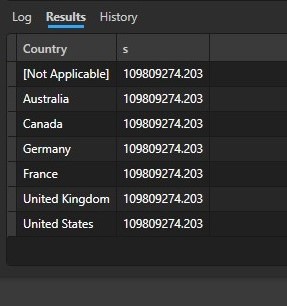 Log Results History
Country s
[Not Applicable] 109809274.203
Australia 109809274.203
Canada 109809274.203
Germany 109809274.203
France 109809274.203
United Kingdom 109809274.203
United States 109809274.203